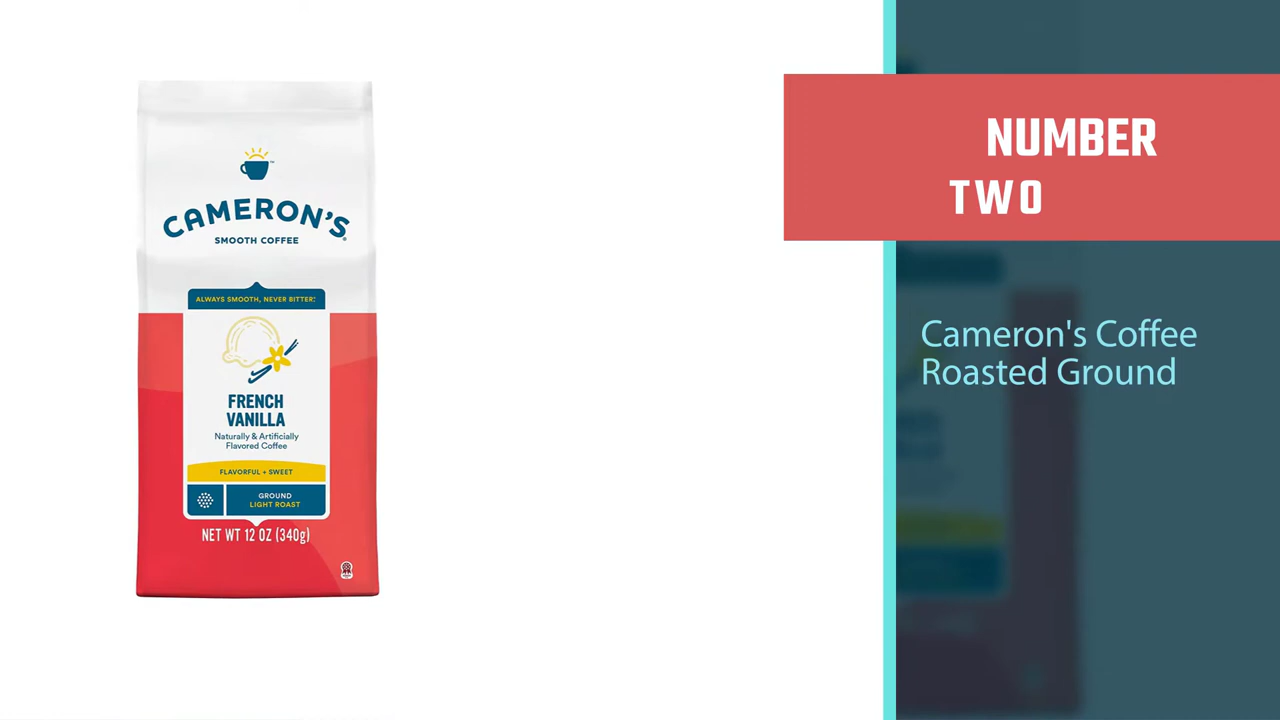 CAMERON'S
SMOOTH COFFEE
ALWAYS SMOOTH, NEVER BITTER.™
FRENCH
VANILLA
Naturally & Artificially
Flavored Coffee
FLAVORFUL + SWEET
GROUND
LIGHT ROAST
NET WT 12 OZ (340g)
NUMBER
TWO
Cameron's Coffee
Roasted Ground